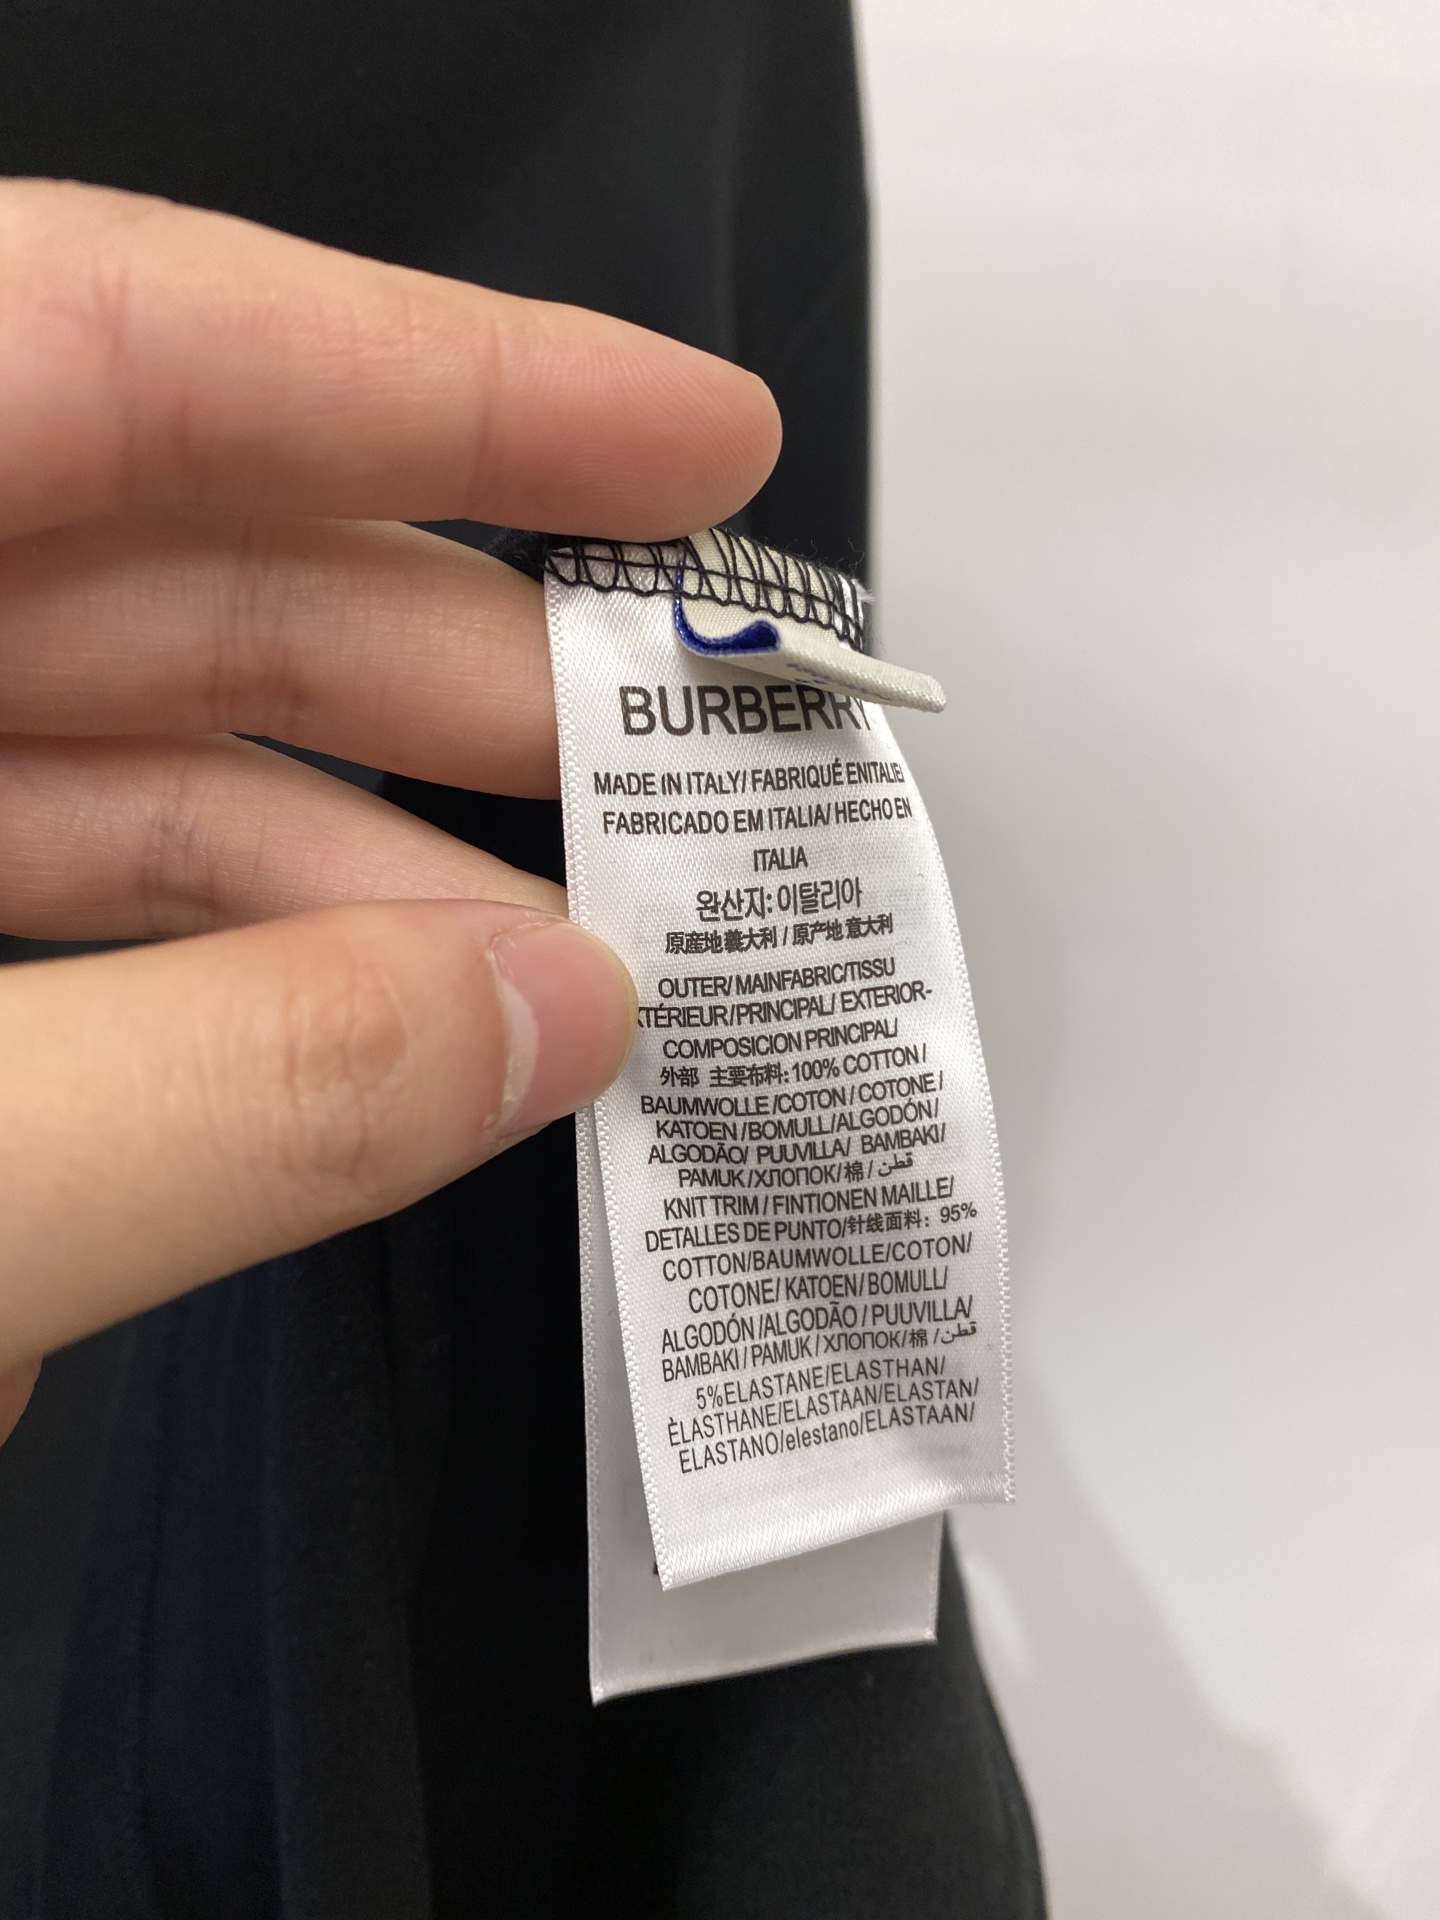 BURBERRY
MADE IN ITALY/ FABRIQUÉ ENITALIE/
FABRICADO EM ITALIA/ HECHO EN
ITALIA
완산지: 이탈리아
原産地義大利 / 原产地 意大利
OUTER/ MAINFABRIC/TISSU
XTÉRIEUR/PRINCIPAL/ EXTERIOR-
COMPOSICION PRINCIPAL/
外部 主要布料: 100% COTTON /
BAUMWOLLE /COTON / COTONE /
KATOEN /BOMULL/ALGODÓN/
ALGODÃO/ PUUVILLA/ BAMBAKI/
PAMUK /ХЛОПОК/ 棉 / قطن
KNIT TRIM / FINTIONEN MAILLE/
DETALLES DE PUNTO/针线面料: 95%
COTTON/BAUMWOLLE/COTON/
COTONE/ KATOEN/ BOMULL/
ALGODÓN /ALGODÃO / PUUVILLA/
BAMBAKI / PAMUK / ХЛОПОК/ 棉 / قطن
5%ELASTANE/ELASTHAN/
ÈLASTHANE/ELASTAAN/ELASTAN/
ELASTANO/elestano/ELASTAAN/